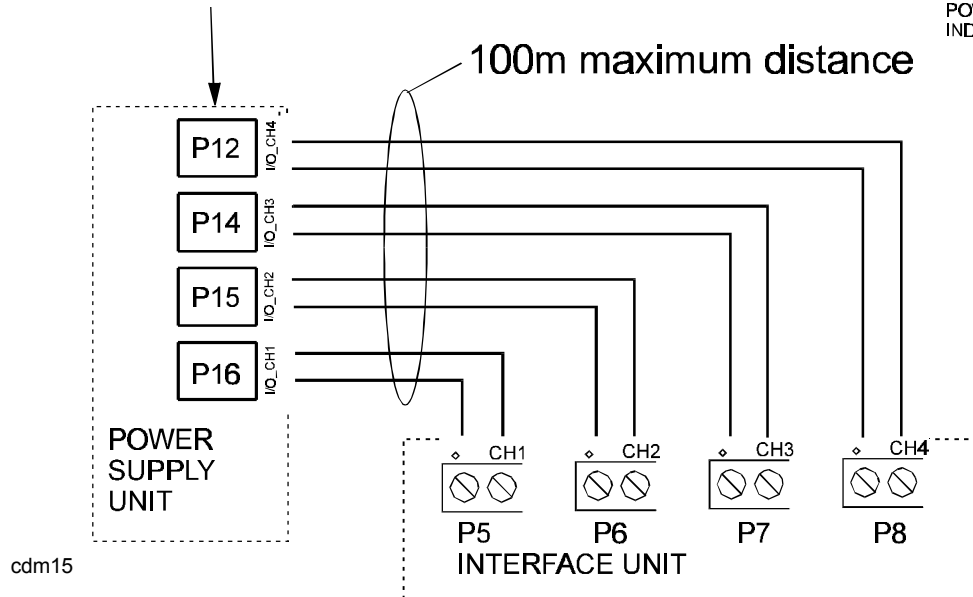 100m maximum distance
P12
I/O_CH4
P14
I/O_CH3
P15
I/O_CH2
P16
I/O_CH1
POWER
SUPPLY
UNIT
CH1
CH2
CH3
CH4
P5
P6
P7
P8
INTERFACE UNIT
cdm15